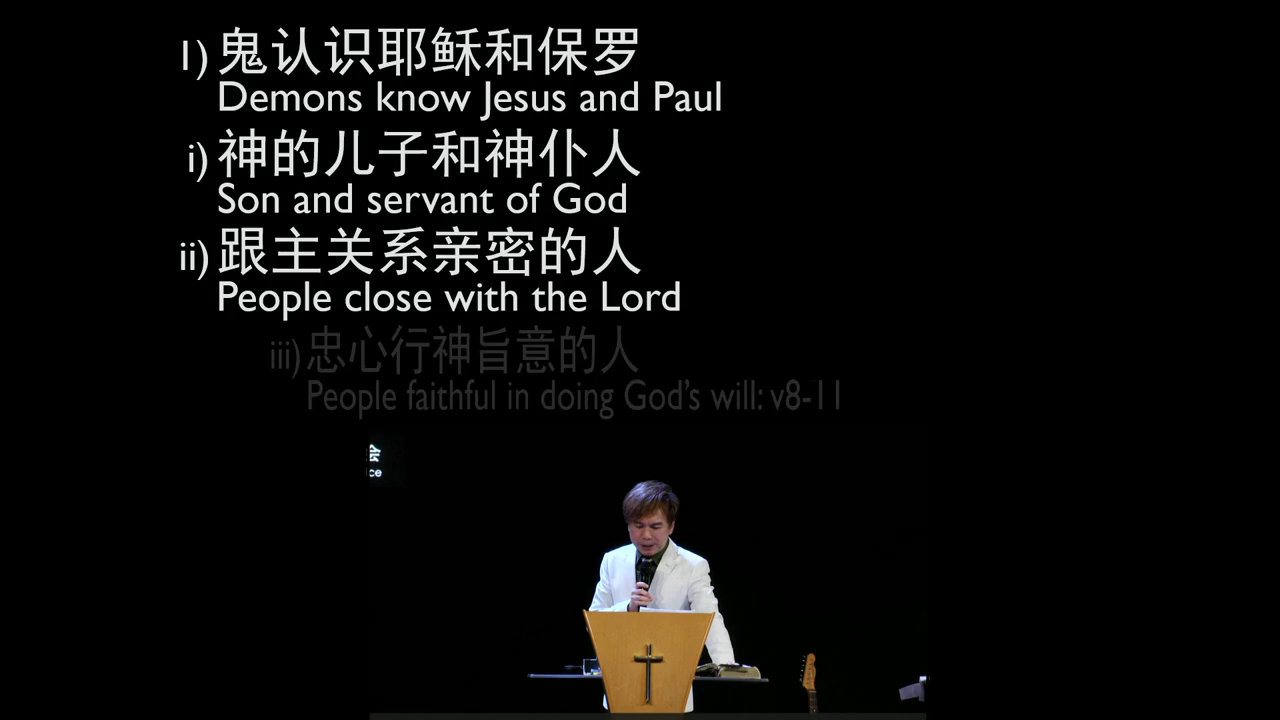 1) 鬼认识耶稣和保罗
Demons know Jesus and Paul
i) 神的儿子和神仆人
Son and servant of God
ii) 跟主关系亲密的人
People close with the Lord
iii) 忠心行神旨意的人
People faithful in doing God's will: v8-11
ce